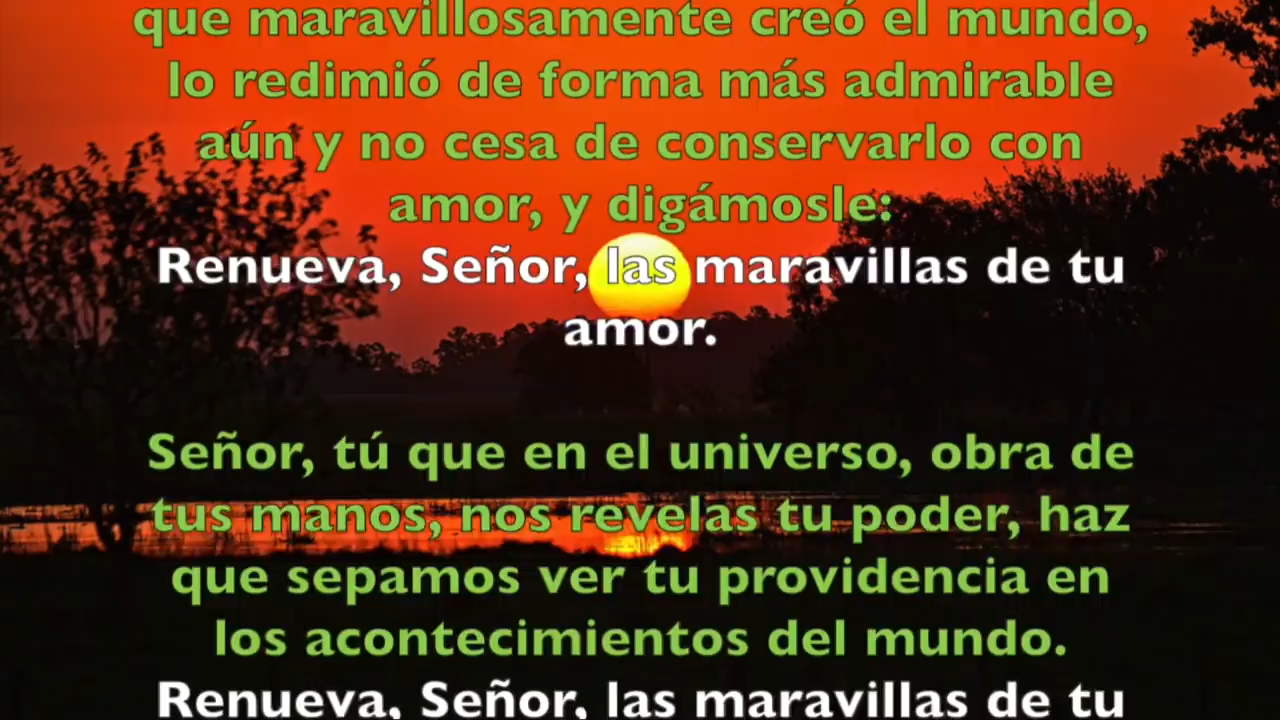 que maravillosamente creó el mundo,
lo redimió de forma más admirable
aún y no cesa de conservarlo con
amor, y digámosle:
Renueva, Señor, las maravillas de tu
amor.
Señor, tú que en el universo, obra de
tus manos, nos revelas tu poder, haz
que sepamos ver tu providencia en
los acontecimientos del mundo.
Renueva, Señor, las maravillas de tu